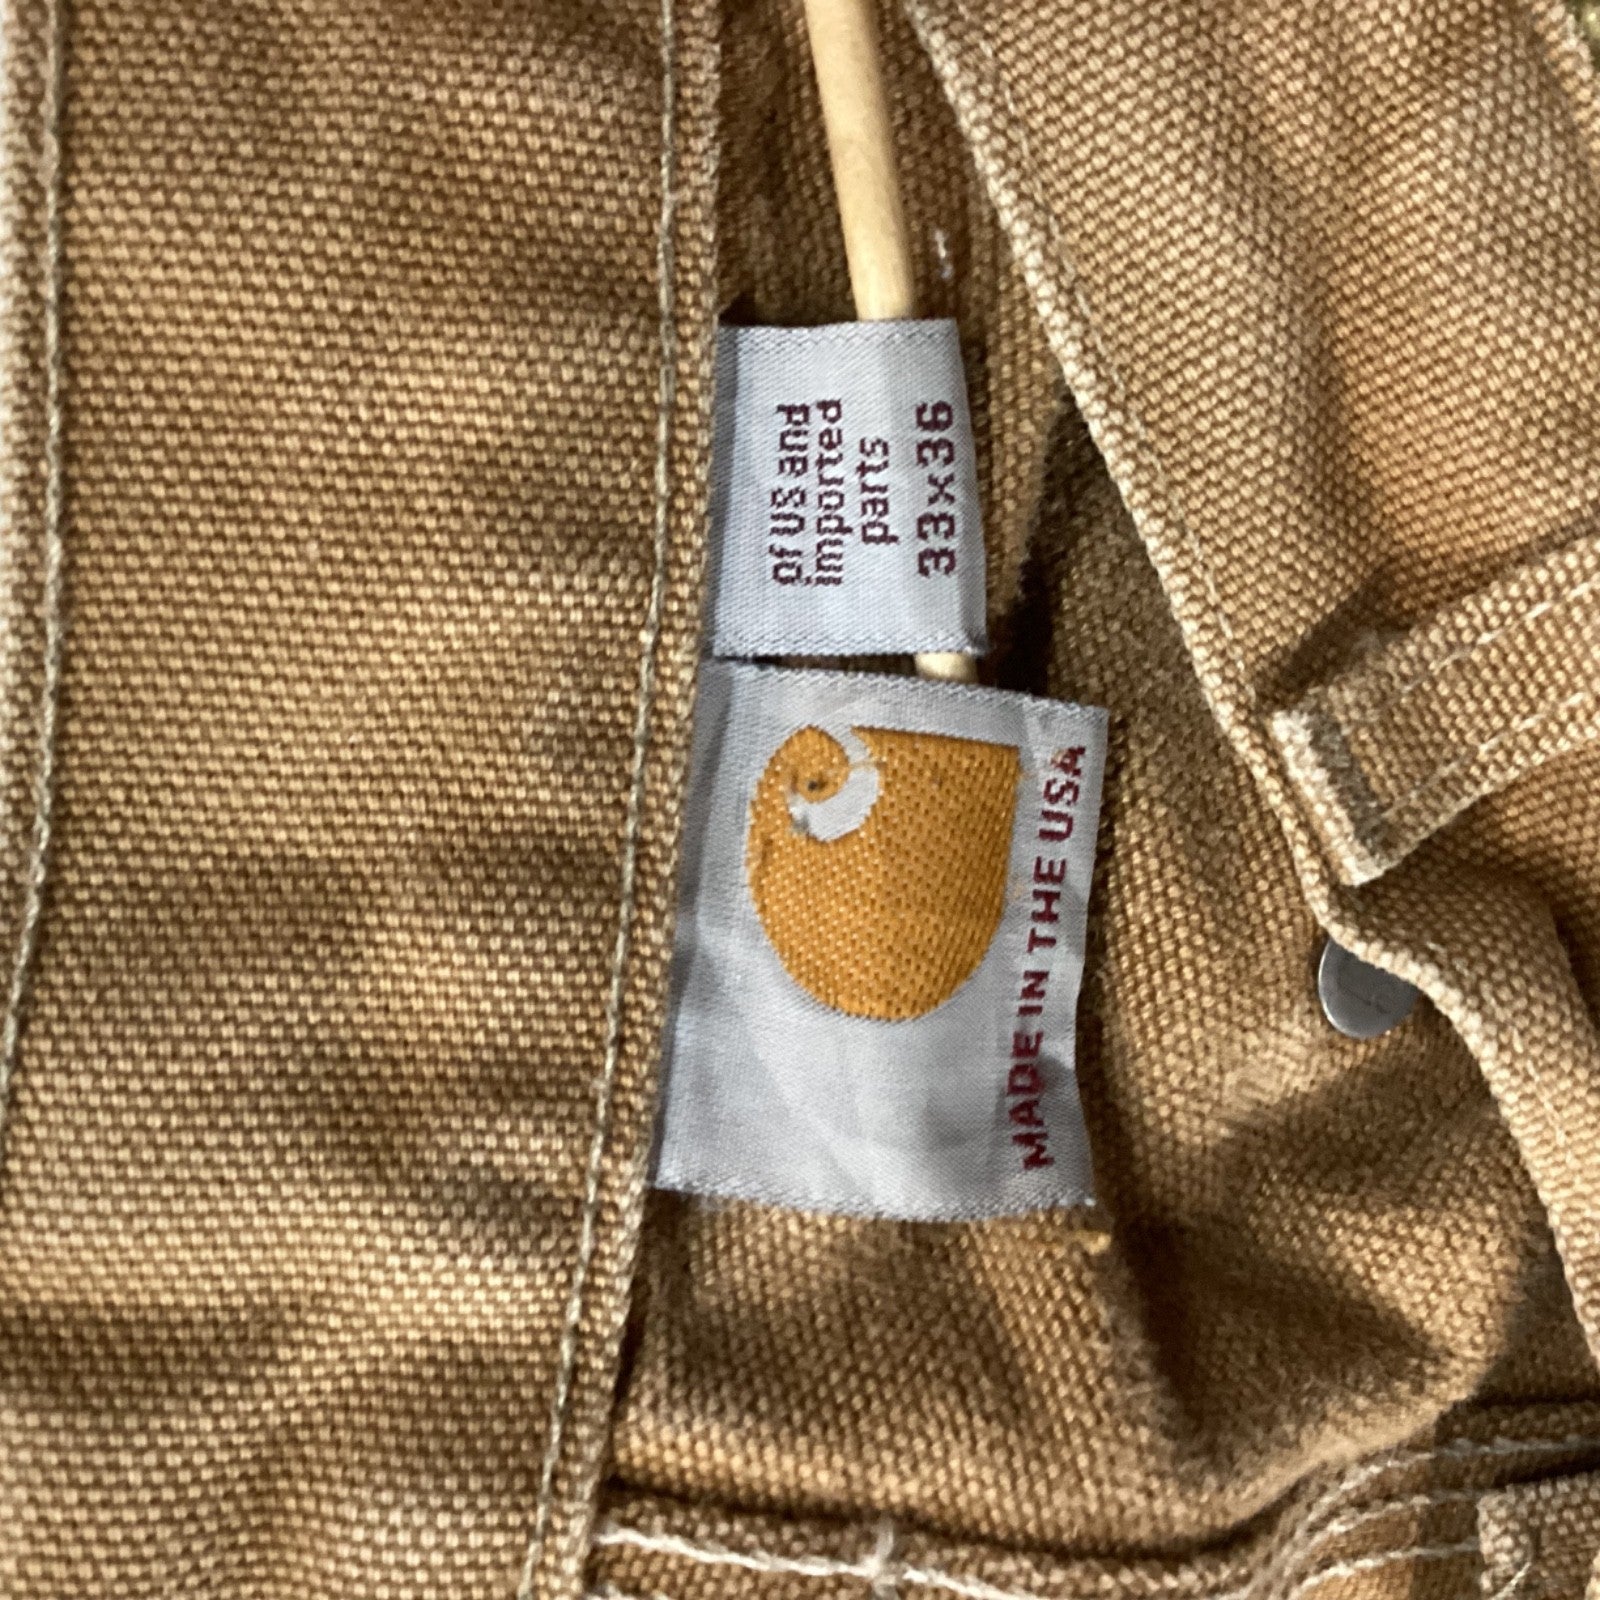 of US and
imported
parts
33x36
MADE IN THE USA